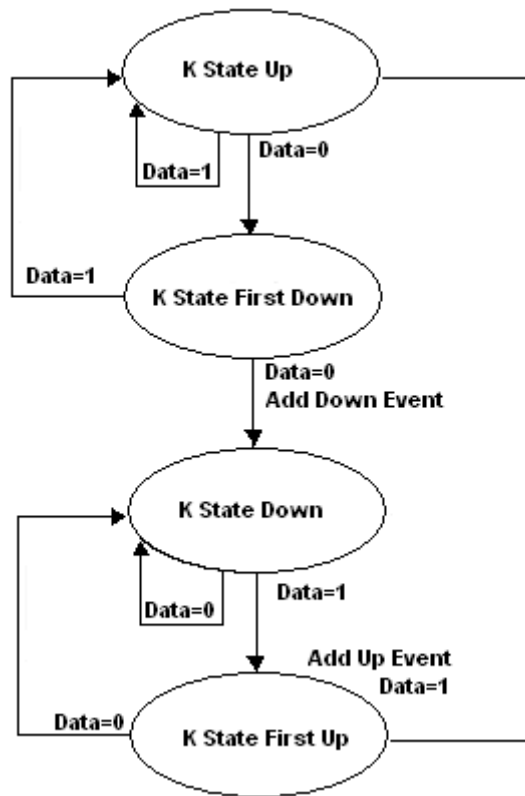 K State Up
Data=0
Data=1
Data=1
K State First Down
Data=0
Add Down Event
K State Down
Data=0
Data=1
Add Up Event
Data=1
Data=0
K State First Up